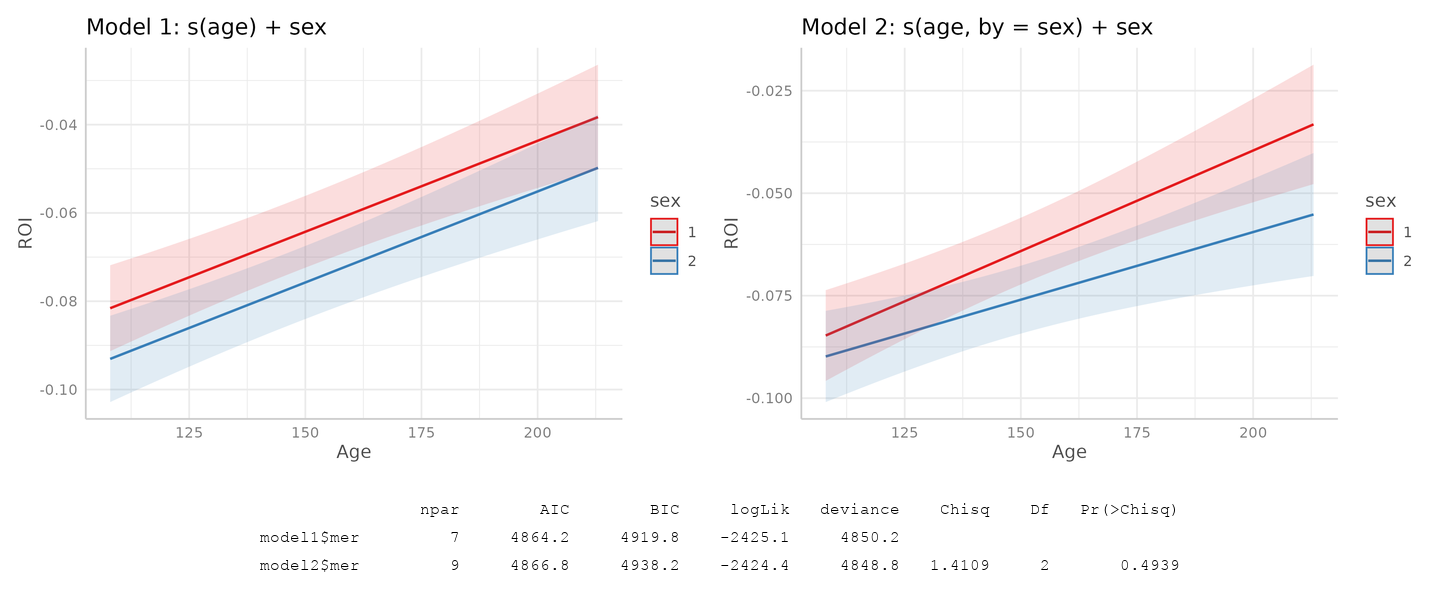 Model 1: s(age) + sex
-0.04
-0.06
-0.08
-0.10
ROI
125 150 175 200
Age
sex
1
2
Model 2: s(age, by = sex) + sex
-0.025
-0.050
-0.075
-0.100
ROI
125 150 175 200
Age
sex
1
2
npar AIC BIC logLik deviance Chisq Df Pr(>Chisq)
model1$mer 7 4864.2 4919.8 -2425.1 4850.2
model2$mer 9 4866.8 4938.2 -2424.4 4848.8 1.4109 2 0.4939